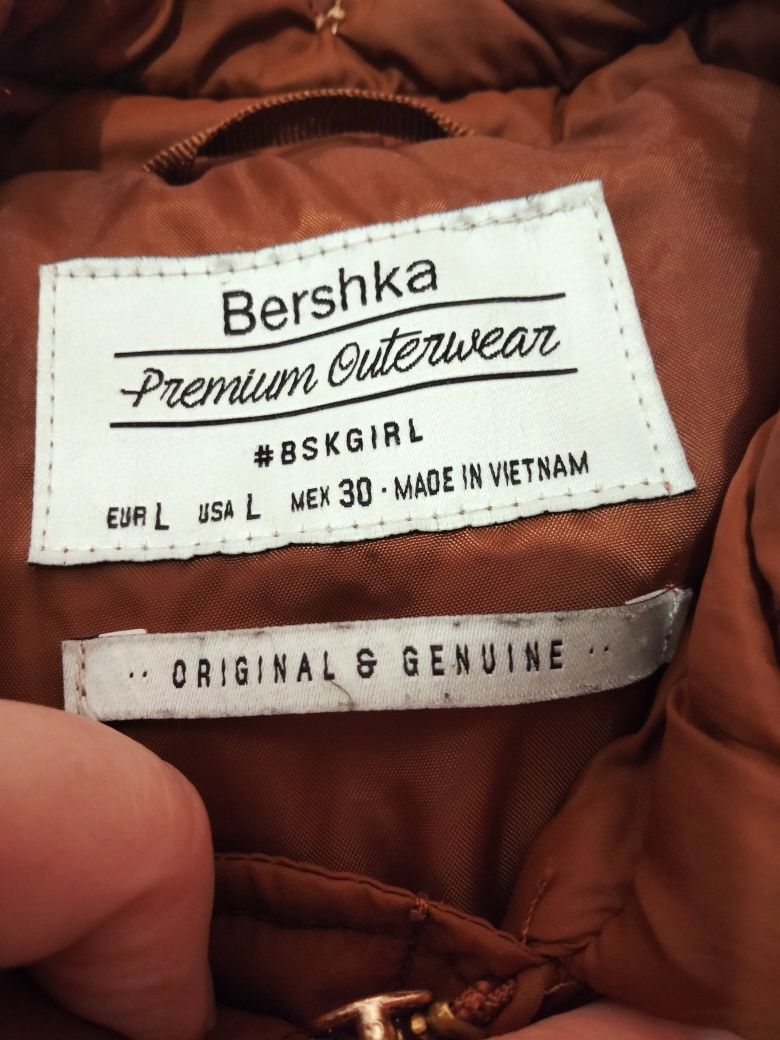 Bershka
Premium Outerwear
#BSKGIRL
EUR L USA L MEX 30 · MADE IN VIETNAM
·· ORIGINAL & GENUINE ··